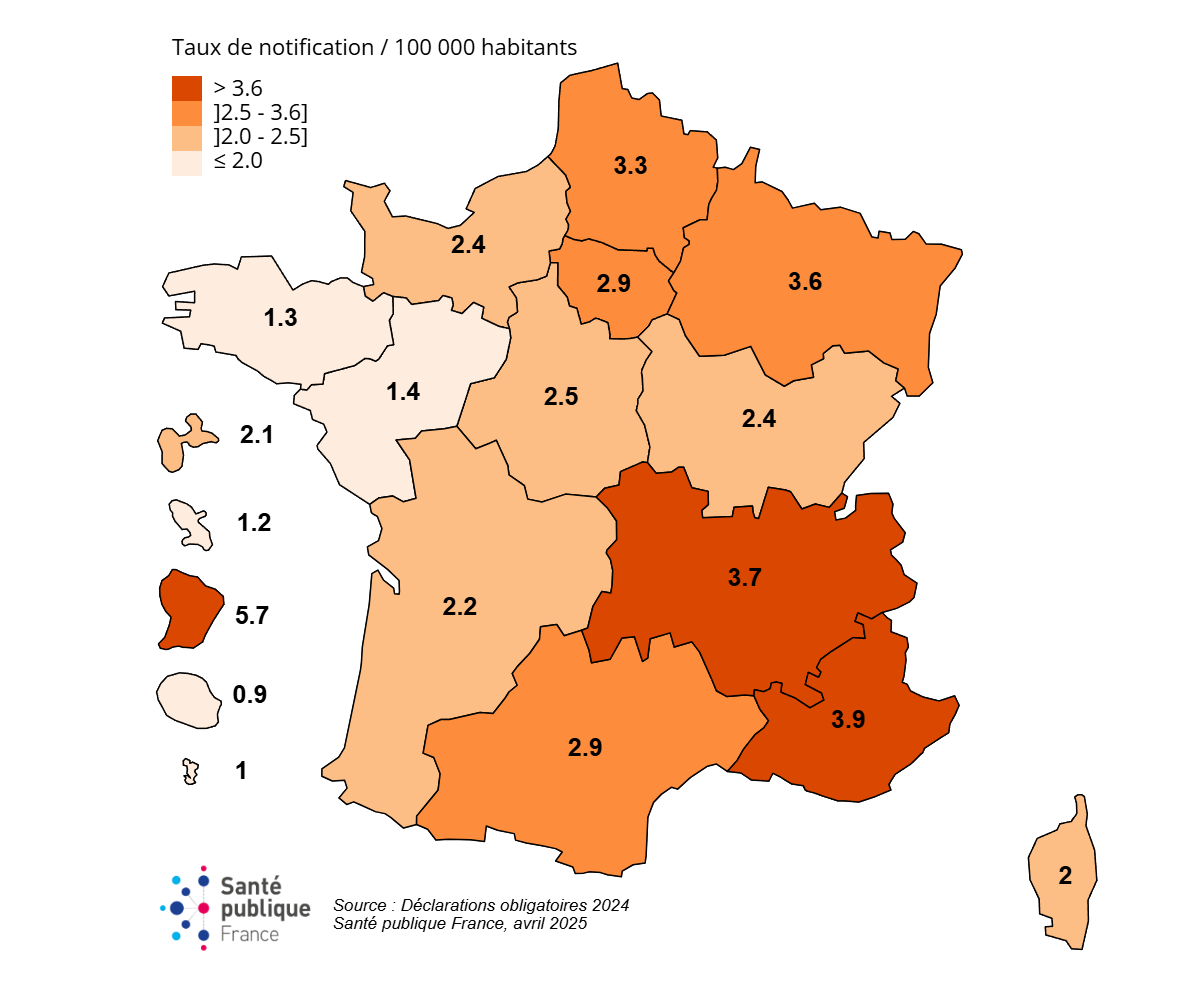 Taux de notification / 100 000 habitants
> 3.6
]2.5 - 3.6]
]2.0 - 2.5]
≤ 2.0
3.3
2.4
2.9
3.6
1.3
1.4
2.5
2.4
2.1
1.2
3.7
2.2
5.7
0.9
3.9
2.9
1
2
Santé
publique
France
Source : Déclarations obligatoires 2024
Santé publique France, avril 2025